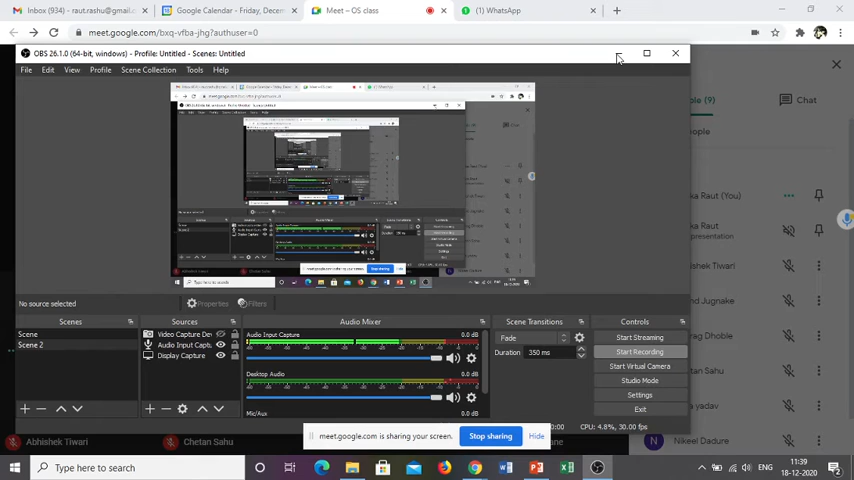 Inbox (934) - raut.rashu@gmail.c
Google Calendar - Friday, Decem
Meet – OS class
(1) WhatsApp
meet.google.com/bxq-vfba-jhg?authuser=0
OBS 26.1.0 (64-bit, windows) - Profile: Untitled - Scenes: Untitled
File Edit View Profile Scene Collection Tools Help
ple (9)
Chat
people
ka Raut (You)
ka Raut
presentation
hishek Tiwari
nd Jugnake
rag Dhoble
etan Sahu
s yadav
Nikeel Dadure
No source selected
Properties
Filters
Scenes
Sources
Audio Mixer
Scene Transitions
Controls
Scene
Scene 2
Video Capture Dev
Audio Input Capture
Display Capture
Audio Input Capture
0.0 dB
Desktop Audio
0.0 dB
Mic/Aux
Fade
Duration 350 ms
Start Streaming
Start Recording
Start Virtual Camera
Studio Mode
Settings
Exit
CPU: 4.8%, 30.00 fps
meet.google.com is sharing your screen.
Stop sharing
Hide
Abhishek Tiwari
Chetan Sahu
Type here to search
ENG
11:39
18-12-2020